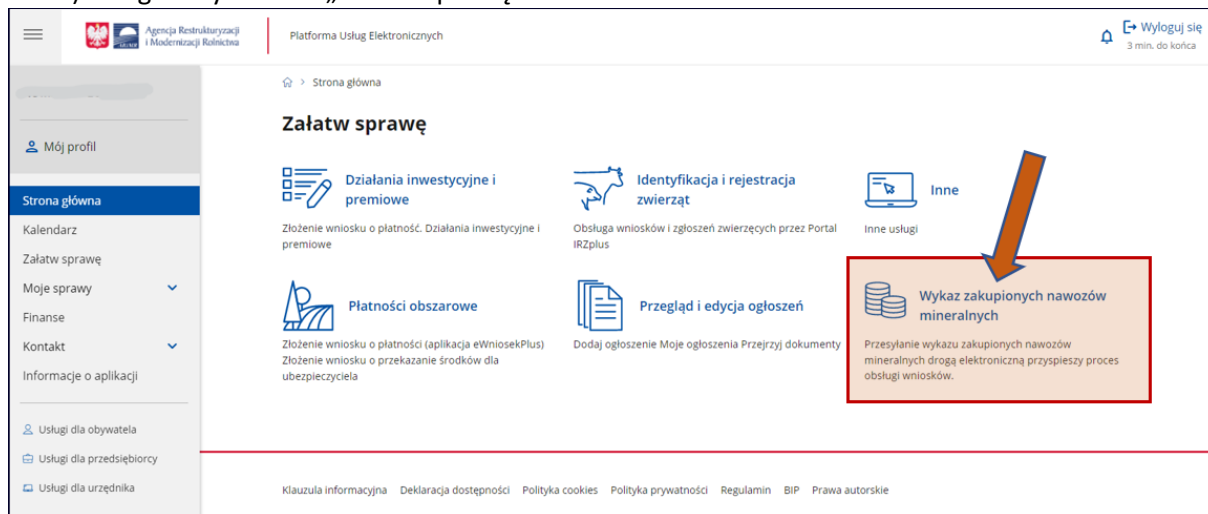 Agencja Restrukturyzacji
i Modernizacji Rolnictwa
Platforma Usług Elektronicznych
Wyloguj się
3 min. do końca
Strona główna
Załatw sprawę
Mój profil
Strona główna
Kalendarz
Załatw sprawę
Moje sprawy
Finanse
Kontakt
Informacje o aplikacji
Usługi dla obywatela
Usługi dla przedsiębiorcy
Usługi dla urzędnika
Działania inwestycyjne i
premiowe
Złożenie wniosku o płatność. Działania inwestycyjne i
premiowe
Identyfikacja i rejestracja
zwierząt
Obsługa wniosków i zgłoszeń zwierzęcych przez Portal
IRZplus
Inne
Inne usługi
Płatności obszarowe
Złożenie wniosku o płatności (aplikacja eWniosekPlus)
Złożenie wniosku o przekazanie środków dla
ubezpieczyciela
Przegląd i edycja ogłoszeń
Dodaj ogłoszenie Moje ogłoszenia Przejrzyj dokumenty
Wykaz zakupionych nawozów
mineralnych
Przesyłanie wykazu zakupionych nawozów
mineralnych drogą elektroniczną przyspieszy proces
obsługi wniosków.
Klauzula informacyjna Deklaracja dostępności Polityka cookies Polityka prywatności Regulamin BIP Prawa autorskie